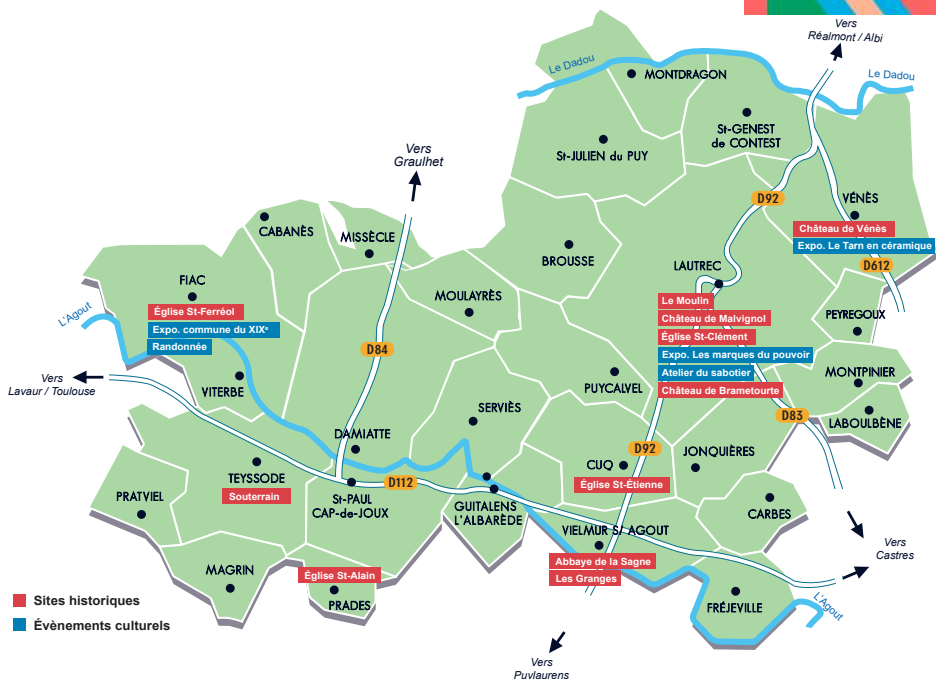 Vers
Réalmont / Albi
Le Dadou
Le Dadou
MONTDRAGON
St-GENEST
de CONTEST
St-JULIEN du PUY
Vers
Graulhet
D92
VÉNÈS
Château de Vénès
Expo. Le Tarn en céramique
D612
CABANÈS
MISSÈCLE
BROUSSE
LAUTREC
Le Moulin
Château de Malvignol
Église St-Clément
Expo. Les marques du pouvoir
Atelier du sabotier
Château de Brametourte
FIAC
Église St-Ferréol
Expo. commune du XIXᵉ
Randonnée
L'Agout
MOULAYRÈS
PEYREGOUX
D84
Vers
Lavaur / Toulouse
VITERBE
PUYCALVEL
MONTPINIER
LABOULBÈNE
D83
SERVIÈS
DAMIATTE
D92
CUQ
Église St-Étienne
JONQUIÈRES
TEYSSODE
Souterrain
St-PAUL
CAP-de-JOUX
D112
GUITALENS
L'ALBARÈDE
PRATVIEL
CARBES
VIELMUR S/ AGOUT
Abbaye de la Sagne
Les Granges
Vers
Castres
MAGRIN
Église St-Alain
PRADES
FRÉJEVILLE
L'Agout
Sites historiques
Évènements culturels
Vers
Puylaurens